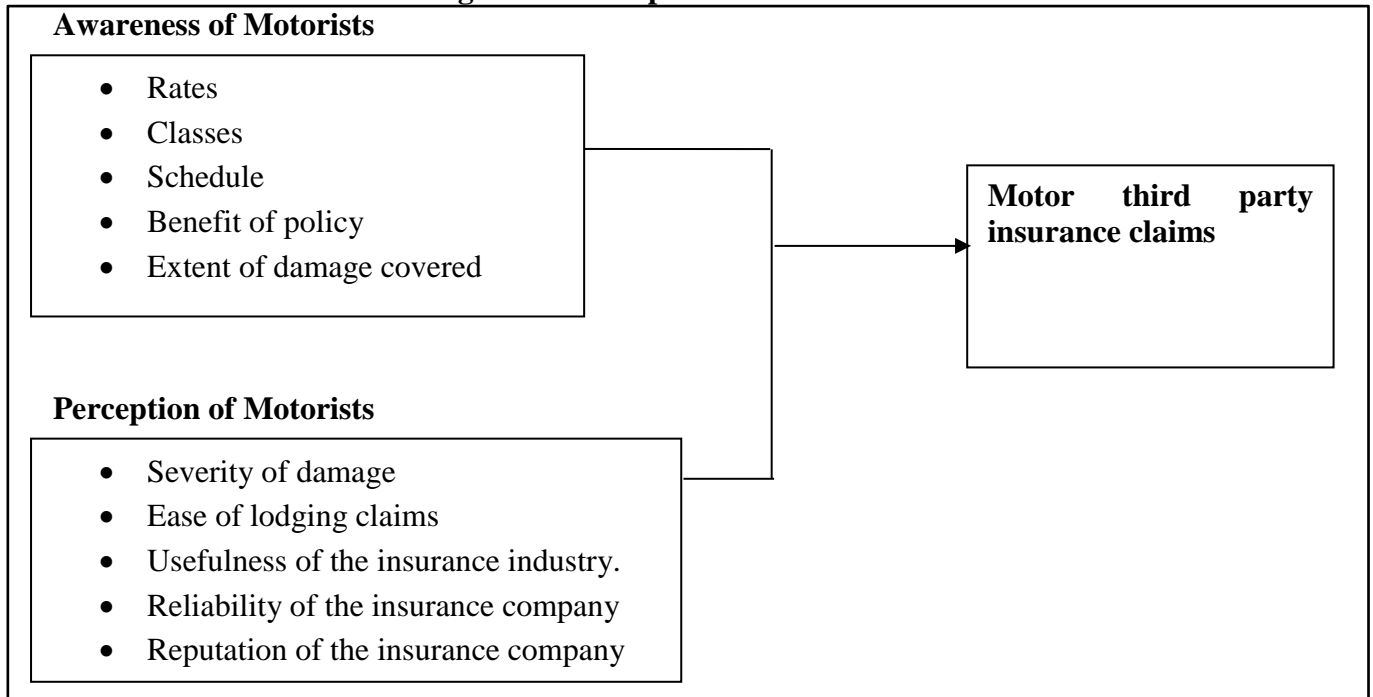 Awareness of Motorists
• Rates
• Classes
• Schedule
• Benefit of policy
• Extent of damage covered
Motor third party
insurance claims
Perception of Motorists
• Severity of damage
• Ease of lodging claims
• Usefulness of the insurance industry.
• Reliability of the insurance company
• Reputation of the insurance company